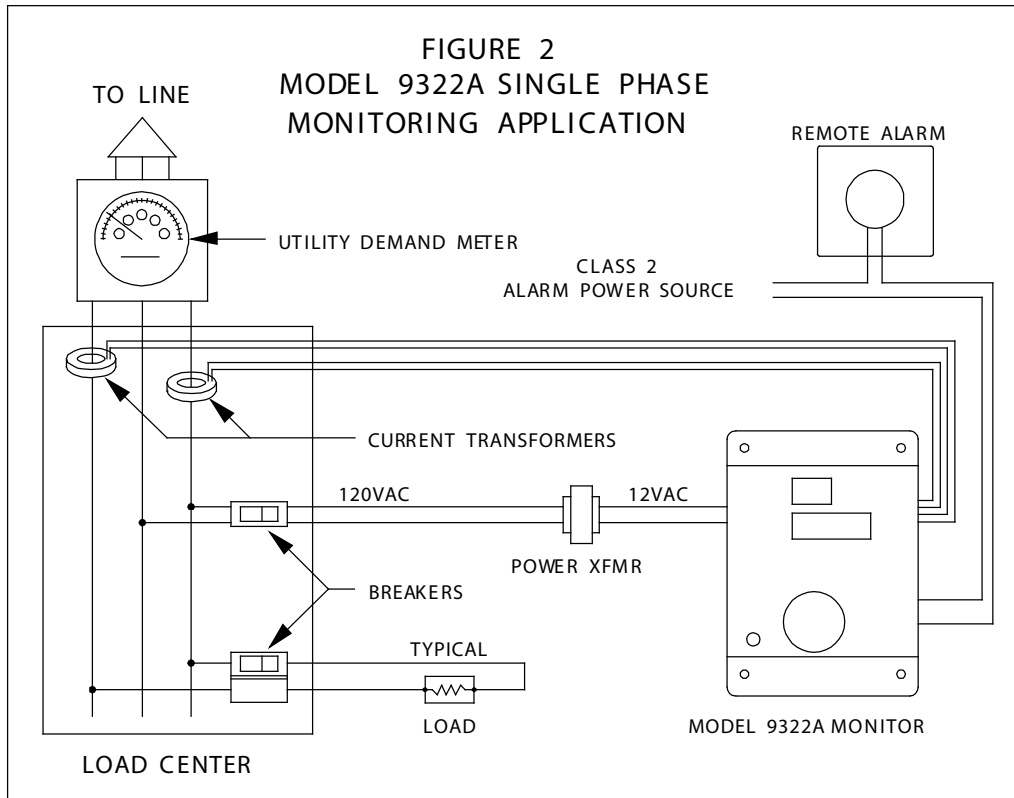 FIGURE 2
MODEL 9322A SINGLE PHASE
MONITORING APPLICATION
TO LINE
REMOTE ALARM
UTILITY DEMAND METER
CLASS 2
ALARM POWER SOURCE
CURRENT TRANSFORMERS
120VAC
12VAC
POWER XFMR
BREAKERS
TYPICAL
LOAD
MODEL 9322A MONITOR
LOAD CENTER